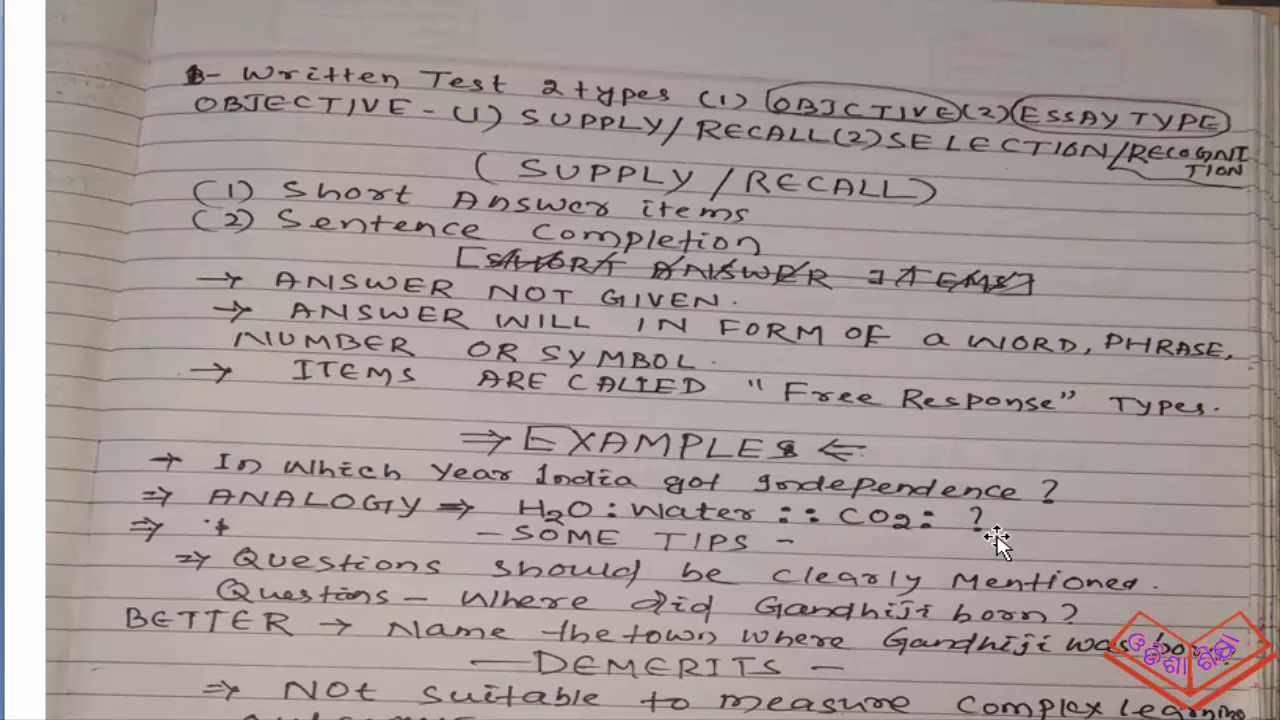 B- Written Test 2 types (1) OBJCTIVE (2) ESSAY TYPE
OBJECTIVE - (1) SUPPLY/RECALL (2) SELECTION/RECOGNI
TION
(SUPPLY/RECALL)
(1) Short Answer items
(2) Sentence completion
[SHORT ANSWER ITEMS]
→ ANSWER NOT GIVEN.
→ ANSWER WILL IN FORM OF a WORD, PHRASE,
NUMBER OR SYMBOL.
→ ITEMS ARE CALLED "Free Response" Types.
⇒ EXAMPLES ⇐
→ In which year India got Independence ?
⇒ ANALOGY ⇒ H2O : Water :: CO2 : ?
⇒
- SOME TIPS -
⇒ Questions should be clearly Mentioned.
Questions - Where did Gandhiji born?
BETTER → Name the town where Gandhiji was
- DEMERITS -
⇒ NOT suitable to measure complex learning
ଓଡିଶା ଶିକ୍ଷା